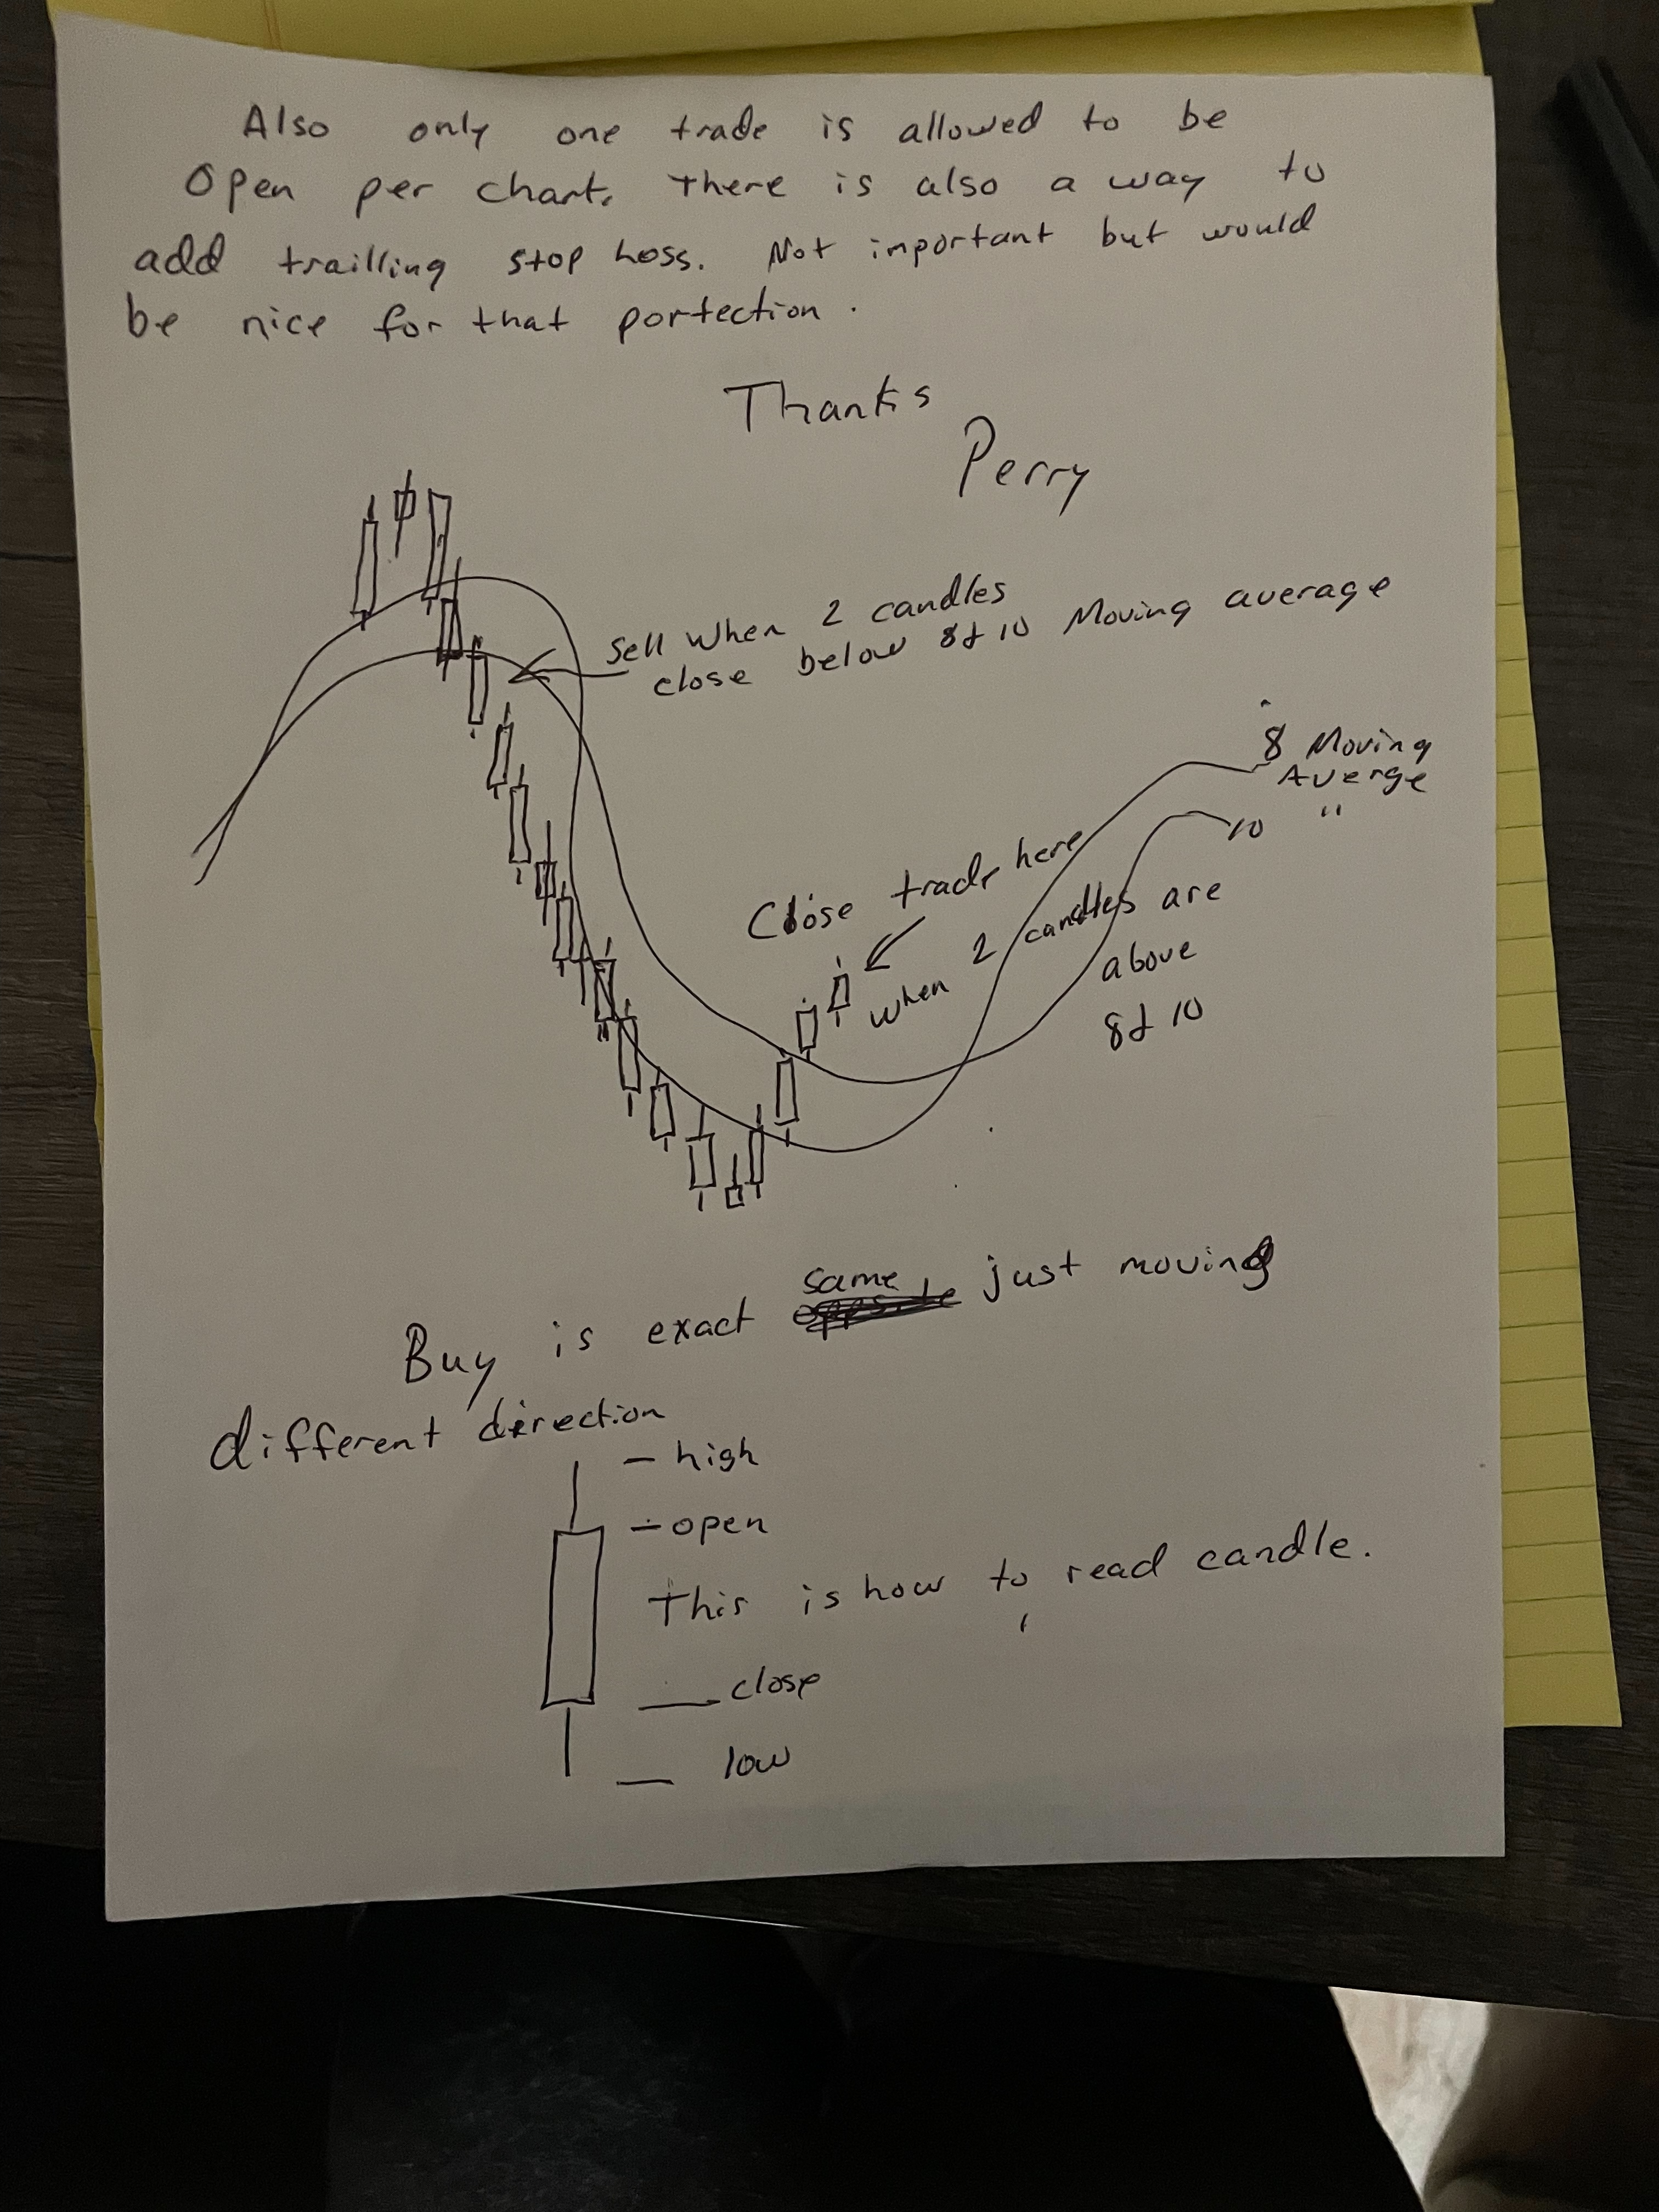 Also only one trade is allowed to be
Open per chart. There is also a way to
add trailling stop Loss. Not important but would
be nice for that portection.
Thanks
Perry
Sell when 2 candles
close below 8 & 10 Moving average
8 Moving
Averge
10 "
Close trade here
when 2 candles are
above
8 & 10
same
Buy is exact just moving
different direction
- high
- open
This is how to read candle.
close
low